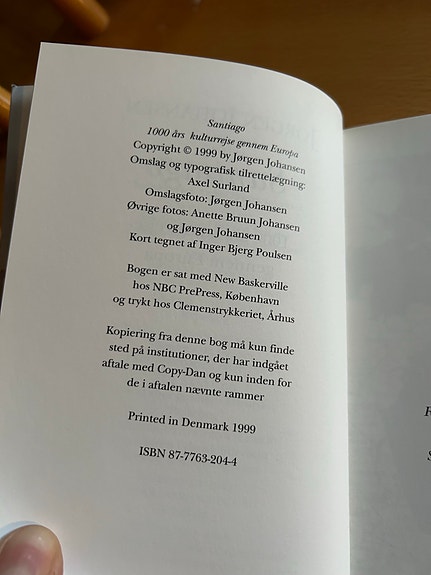 Santiago
1000 års kulturrejse gennem Europa
Copyright © 1999 by Jørgen Johansen
Omslag og typografisk tilrettelægning:
Axel Surland
Omslagsfoto: Jørgen Johansen
Øvrige fotos: Anette Bruun Johansen
og Jørgen Johansen
Kort tegnet af Inger Bjerg Poulsen
Bogen er sat med New Baskerville
hos NBC PrePress, København
og trykt hos Clemenstrykkeriet, Århus
Kopiering fra denne bog må kun finde
sted på institutioner, der har indgået
aftale med Copy-Dan og kun inden for
de i aftalen nævnte rammer
Printed in Denmark 1999
ISBN 87-7763-204-4